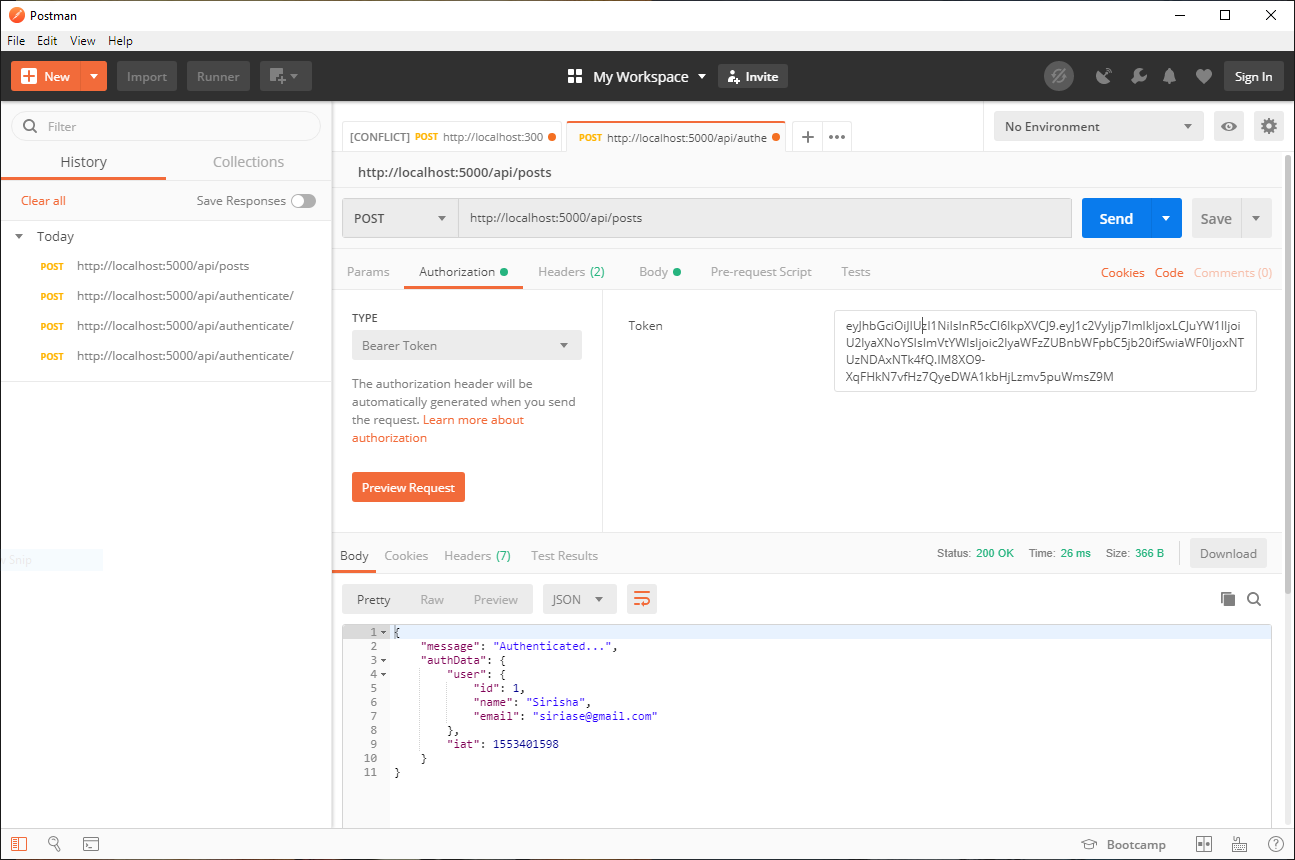 Postman
File Edit View Help
New Import Runner My Workspace Invite Sign In
Filter
History Collections
Clear all Save Responses
Today
POST http://localhost:5000/api/posts
POST http://localhost:5000/api/authenticate/
POST http://localhost:5000/api/authenticate/
POST http://localhost:5000/api/authenticate/
[CONFLICT] POST http://localhost:300
POST http://localhost:5000/api/authe
No Environment
http://localhost:5000/api/posts
POST http://localhost:5000/api/posts Send Save
Params Authorization Headers (2) Body Pre-request Script Tests Cookies Code Comments (0)
TYPE
Bearer Token
The authorization header will be
automatically generated when you send
the request. Learn more about
authorization
Preview Request
Token
eyJhbGciOiJIUzI1NiIsInR5cCI6IkpXVCJ9.eyJ1c2VyIjp7ImlkIjoxLCJuYW1lIjoi
U2lyaXNoYSIsImVtYWlsIjoic2lyaWFzZUBnbWFpbC5jb20ifSwiaWF0IjoxNT
UzNDAxNTk4fQ.IM8XO9-
XqFHkN7vfHz7QyeDWA1kbHjLzmv5puWmsZ9M
Body Cookies Headers (7) Test Results Status: 200 OK Time: 26 ms Size: 366 B Download
Pretty Raw Preview JSON
1 {
2 "message": "Authenticated...",
3 "authData": {
4 "user": {
5 "id": 1,
6 "name": "Sirisha",
7 "email": "siriase@gmail.com"
8 },
9 "iat": 1553401598
10 }
11 }
Snip
Bootcamp